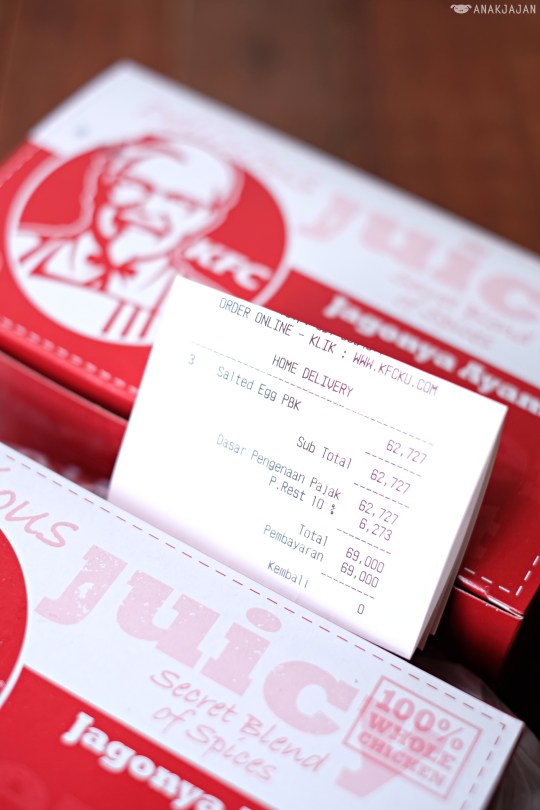 ANAKJAJAN
juicy
KFC
Jagonya Ayam
ORDER ONLINE - KLIK : WWW.KFCKU.COM
HOME DELIVERY
3 Salted Egg PBK
62,727
Sub Total 62,727
Dasar Pengenaan Pajak 62,727
P.Rest 10 % 6,273
Total 69,000
Pembayaran 69,000
Kembali 0
juicy
Secret Blend
of Spices
100%
WHOLE
CHICKEN
Jagonya